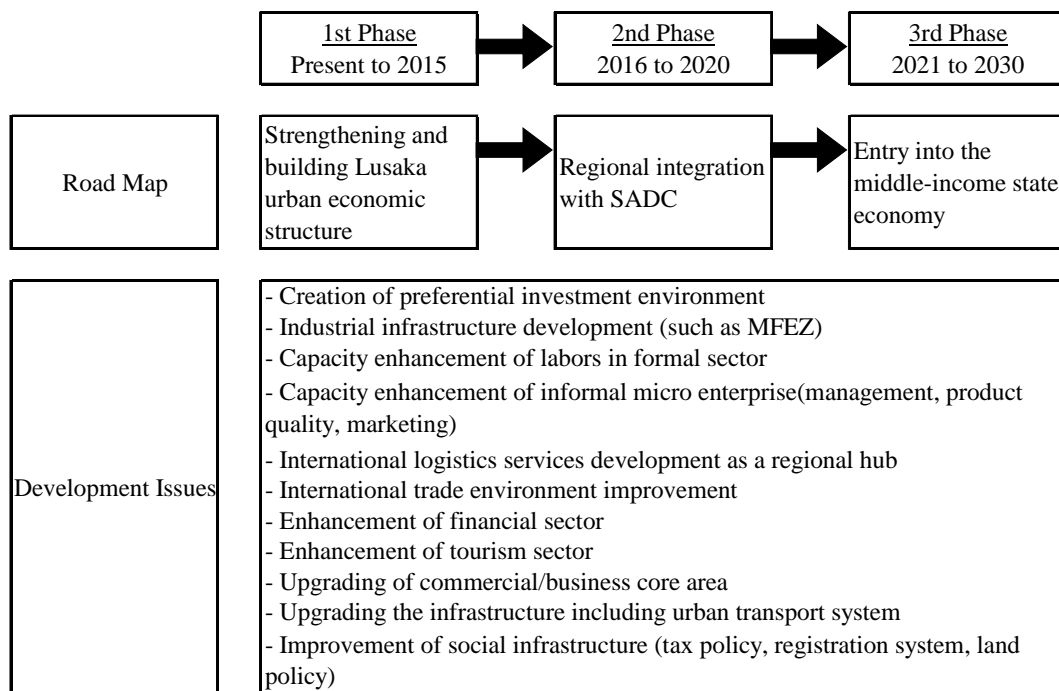 1st Phase
Present to 2015
2nd Phase
2016 to 2020
3rd Phase
2021 to 2030
Road Map
Strengthening and
building Lusaka
urban economic
structure
Regional integration
with SADC
Entry into the
middle-income state
economy
Development Issues
- Creation of preferential investment environment
- Industrial infrastructure development (such as MFEZ)
- Capacity enhancement of labors in formal sector
- Capacity enhancement of informal micro enterprise(management, product
quality, marketing)
- International logistics services development as a regional hub
- International trade environment improvement
- Enhancement of financial sector
- Enhancement of tourism sector
- Upgrading of commercial/business core area
- Upgrading the infrastructure including urban transport system
- Improvement of social infrastructure (tax policy, registration system, land
policy)